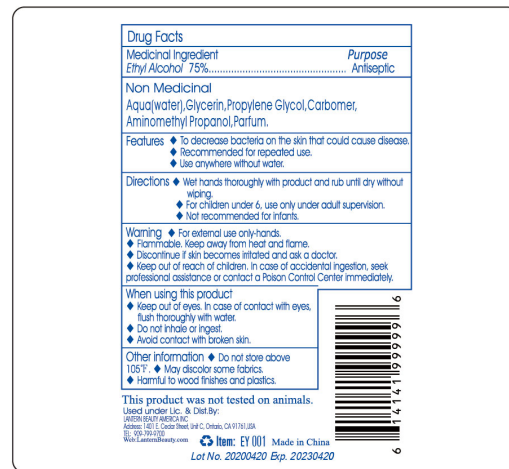 Drug Facts
Medicinal Ingredient Purpose
Ethyl Alcohol 75%................................................ Antiseptic
Non Medicinal
Aqua(water),Glycerin,Propylene Glycol,Carbomer,
Aminomethyl Propanol,Parfum.
Features ♦ To decrease bacteria on the skin that could cause disease.
♦ Recommended for repeated use.
♦ Use anywhere without water.
Directions ♦ Wet hands thoroughly with product and rub until dry without
wiping.
♦ For children under 6, use only under adult supervision.
♦ Not recommended for infants.
Warning ♦ For external use only-hands.
♦ Flammable. Keep away from heat and flame.
♦ Discontinue if skin becomes irritated and ask a doctor.
♦ Keep out of reach of children. In case of accidental ingestion, seek
professional assistance or contact a Poison Control Center immediately.
When using this product
♦ Keep out of eyes. In case of contact with eyes,
flush thoroughly with water.
♦ Do not inhale or ingest.
♦ Avoid contact with broken skin.
Other information ♦ Do not store above
105°F. ♦ May discolor some fabrics.
♦ Harmful to wood finishes and plastics.
This product was not tested on animals.
Used under Lic. & Dist.By:
LANTERN BEAUTY AMERICA INC
Address: 1401 E. Cedar Street, Unit C, Ontario, CA 91761,USA
TEL: 909-799-9700
Web:LanternBeauty.com Item: EY 001 Made in China
Lot No. 20200420 Exp. 20230420
6 14141 19999 6